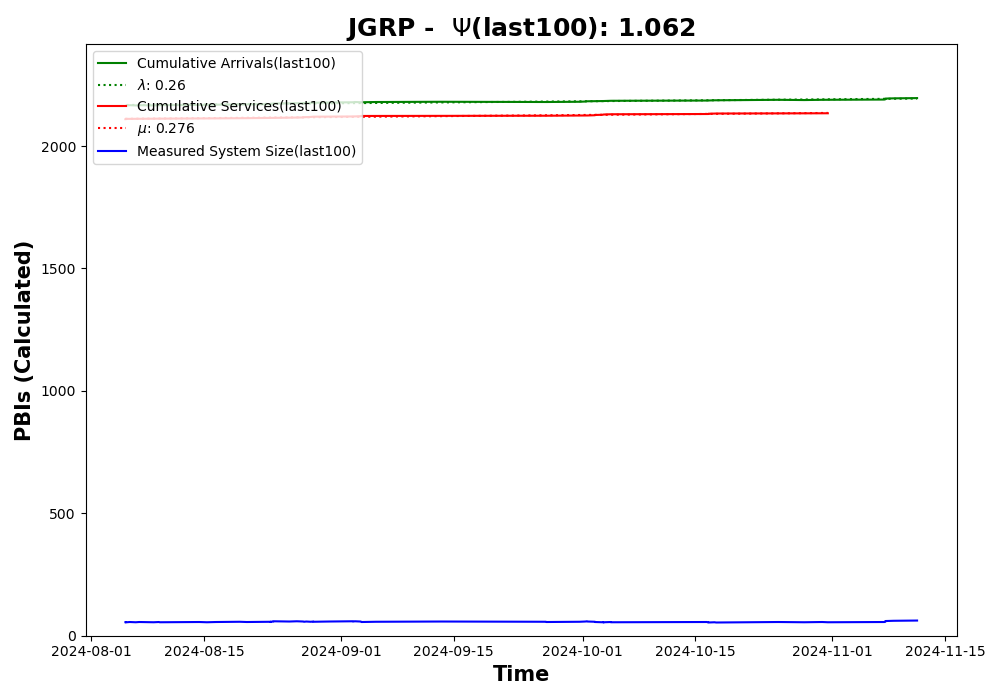 JGRP - Ψ(last100): 1.062
Cumulative Arrivals(last100)
λ: 0.26
Cumulative Services(last100)
μ: 0.276
Measured System Size(last100)
PBIs (Calculated)
2000
1500
1000
500
0
2024-08-01 2024-08-15 2024-09-01 2024-09-15 2024-10-01 2024-10-15 2024-11-01 2024-11-15
Time